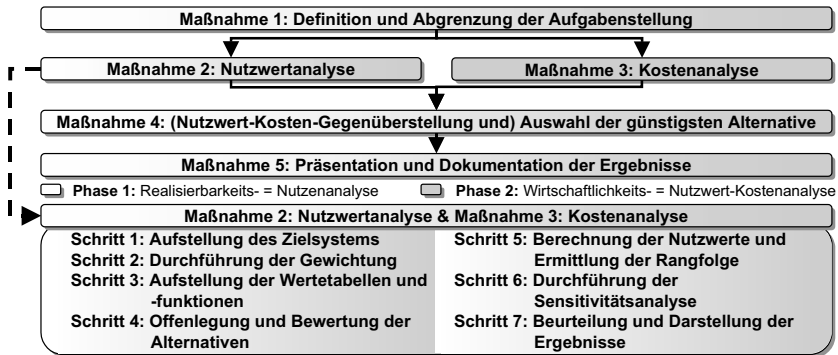 Maßnahme 1: Definition und Abgrenzung der Aufgabenstellung
Maßnahme 2: Nutzwertanalyse
Maßnahme 3: Kostenanalyse
Maßnahme 4: (Nutzwert-Kosten-Gegenüberstellung und) Auswahl der günstigsten Alternative
Maßnahme 5: Präsentation und Dokumentation der Ergebnisse
Phase 1: Realisierbarkeits- = Nutzenanalyse
Phase 2: Wirtschaftlichkeits- = Nutzwert-Kostenanalyse
Maßnahme 2: Nutzwertanalyse & Maßnahme 3: Kostenanalyse
Schritt 1: Aufstellung des Zielsystems
Schritt 2: Durchführung der Gewichtung
Schritt 3: Aufstellung der Wertetabellen und
-funktionen
Schritt 4: Offenlegung und Bewertung der
Alternativen
Schritt 5: Berechnung der Nutzwerte und
Ermittlung der Rangfolge
Schritt 6: Durchführung der
Sensitivitätsanalyse
Schritt 7: Beurteilung und Darstellung der
Ergebnisse